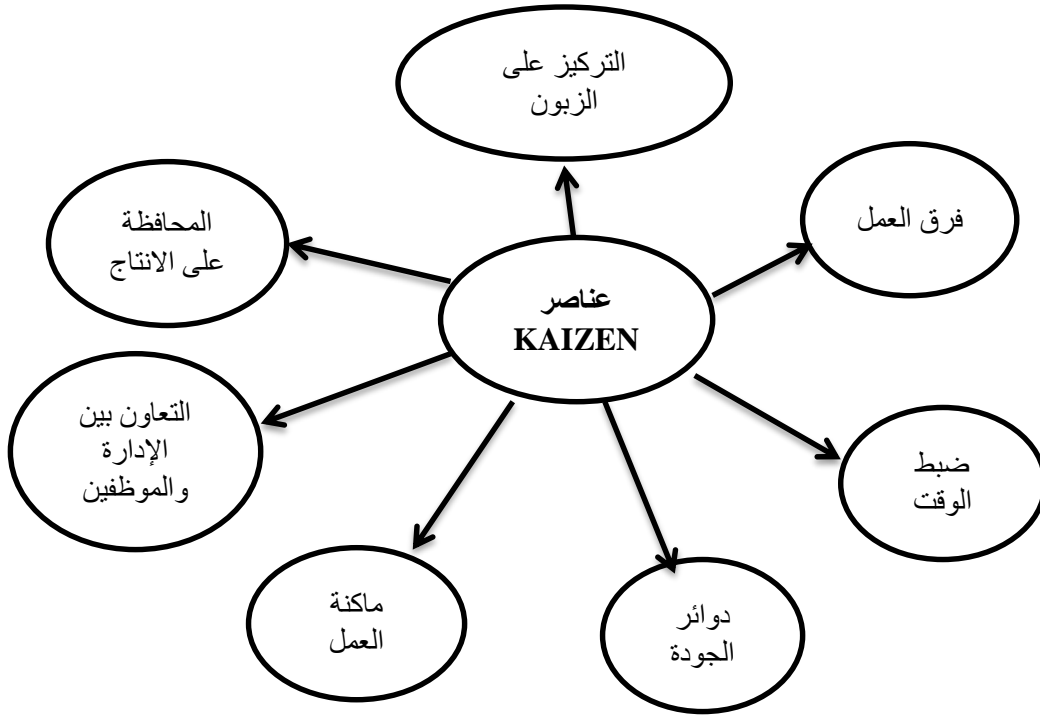 التركيز على
الزبون
فرق العمل
المحافظة
على الانتاج
عناصر
KAIZEN
التعاون بين
الإدارة
والموظفين
ضبط
الوقت
ماكنة
العمل
دوائر
الجودة